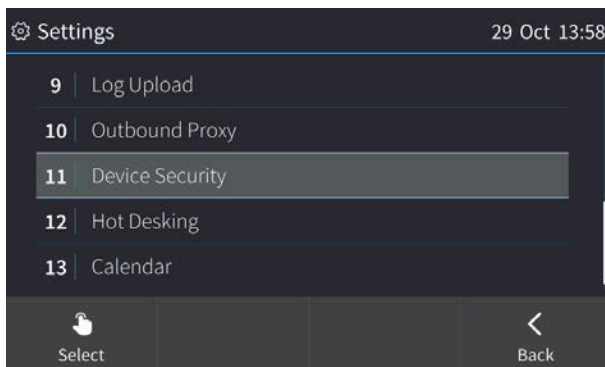 Settings 29 Oct 13:58
9 Log Upload
10 Outbound Proxy
11 Device Security
12 Hot Desking
13 Calendar
Select Back